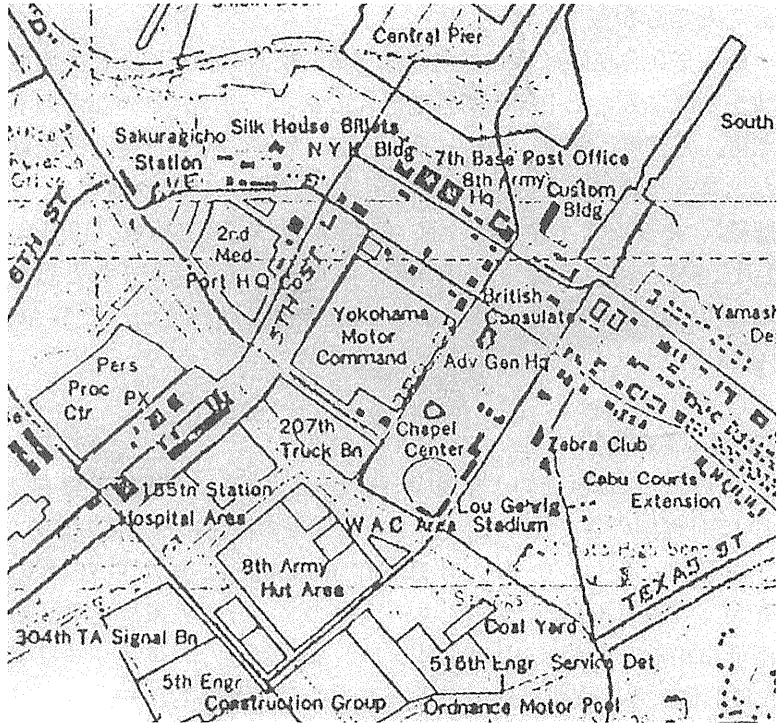 "D"
Central Pier
South
Silk House Billets
Sakuragicho
Station
N Y K Bldg
7th Base Post Office
8th Army
Hq
Custom
Bldg
6TH ST
2nd
Med
Port H Q Co
5TH ST
Yokohama
Motor
Command
British
Consulate
Adv Gen Hq
Yamash
De
Pers
Proc
Ctr
PX
207th
Truck Bn
Chapel
Center
Zebra Club
Cabu Courts
Extension
155th Station
Hospital Area
W A C Area
Lou Gehrig
Stadium
8th Army
Hut Area
TEXAS ST
304th TA Signal Bn
Coal Yard
516th Engr Service Det
5th Engr
Construction Group
Ordnance Motor Pool